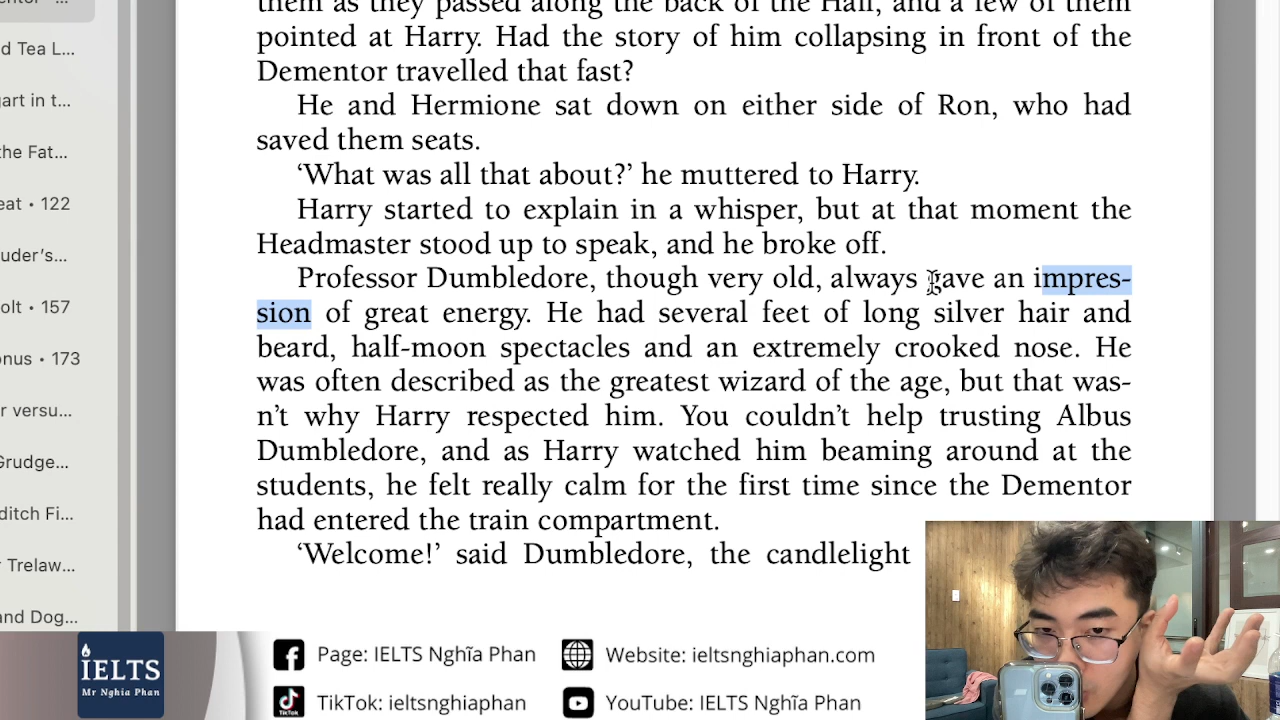 them as they passed along the back of the Hall, and a few of them
pointed at Harry. Had the story of him collapsing in front of the
Dementor travelled that fast?
He and Hermione sat down on either side of Ron, who had
saved them seats.
‘What was all that about?’ he muttered to Harry.
Harry started to explain in a whisper, but at that moment the
Headmaster stood up to speak, and he broke off.
Professor Dumbledore, though very old, always gave an impres-
sion of great energy. He had several feet of long silver hair and
beard, half-moon spectacles and an extremely crooked nose. He
was often described as the greatest wizard of the age, but that was-
n’t why Harry respected him. You couldn’t help trusting Albus
Dumbledore, and as Harry watched him beaming around at the
students, he felt really calm for the first time since the Dementor
had entered the train compartment.
‘Welcome!’ said Dumbledore, the candlelight
d Tea L...
gart in t...
the Fat...
eat • 122
uder’s...
olt • 157
onus • 173
r versu...
Grudge...
ditch Fi...
r Trelaw...
and Dog...
IELTS
Mr Nghia Phan
Page: IELTS Nghĩa Phan
Website: ieltsnghiaphan.com
TikTok
TikTok: ieltsnghiaphan
YouTube: IELTS Nghĩa Phan